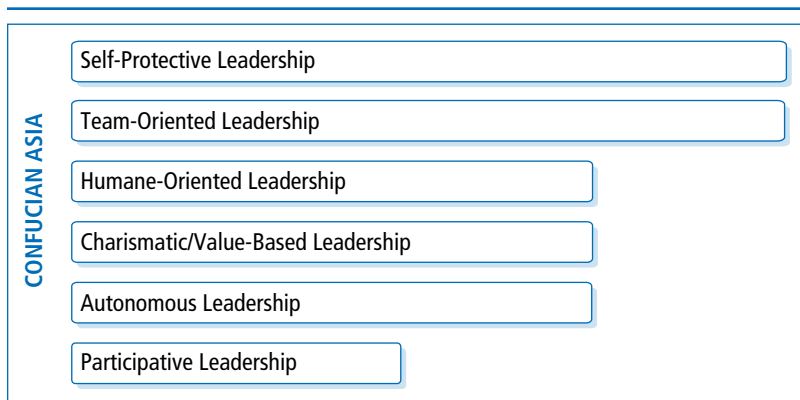 CONFUCIAN ASIA
Self-Protective Leadership
Team-Oriented Leadership
Humane-Oriented Leadership
Charismatic/Value-Based Leadership
Autonomous Leadership
Participative Leadership